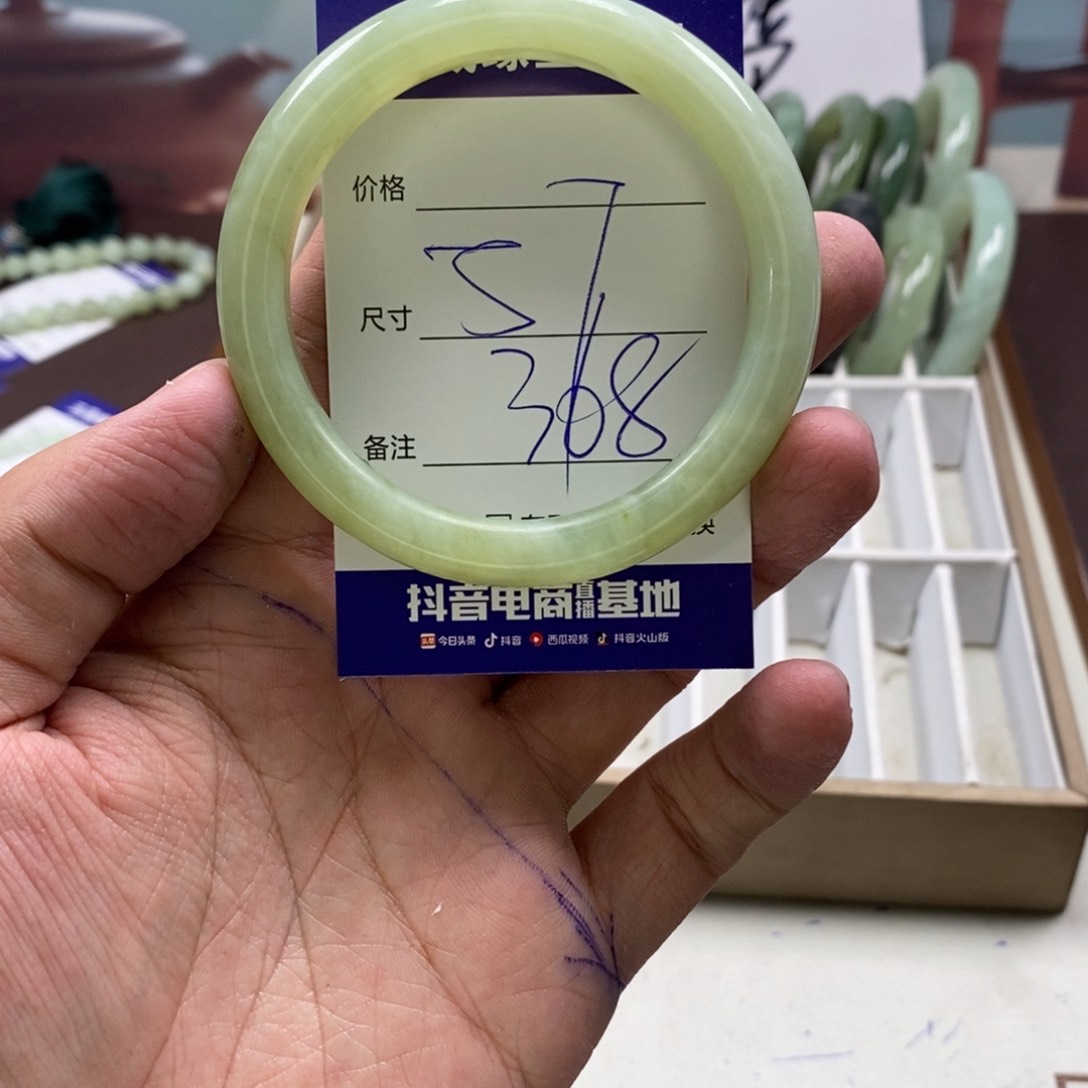 价格
57
尺寸
368
备注
抖音电商直播基地
今日头条 抖音 西瓜视频 抖音火山版